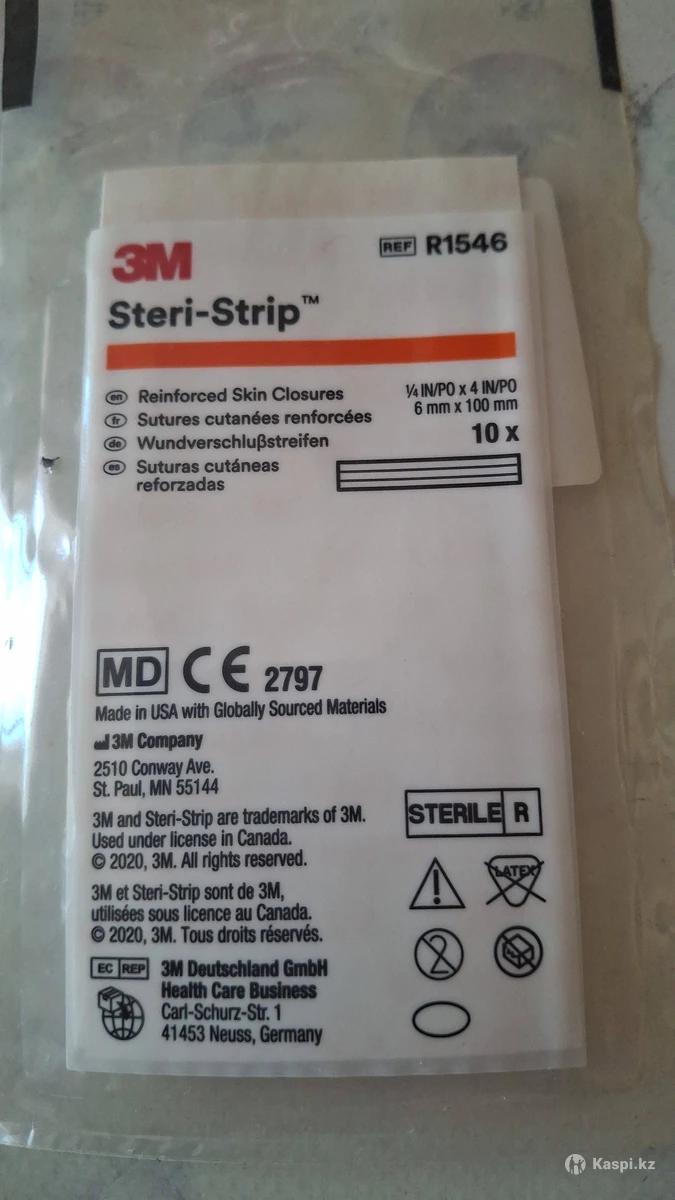 3M
REF R1546
Steri-Strip™
en Reinforced Skin Closures
fr Sutures cutanées renforcées
de Wundverschlußstreifen
es Suturas cutáneas
reforzadas
¼ IN/PO x 4 IN/PO
6 mm x 100 mm
10 x
MD CE 2797
Made in USA with Globally Sourced Materials
3M Company
2510 Conway Ave.
St. Paul, MN 55144
3M and Steri-Strip are trademarks of 3M.
Used under license in Canada.
© 2020, 3M. All rights reserved.
3M et Steri-Strip sont de 3M,
utilisées sous licence au Canada.
© 2020, 3M. Tous droits réservés.
EC REP 3M Deutschland GmbH
Health Care Business
Carl-Schurz-Str. 1
41453 Neuss, Germany
STERILE R
LATEX
2
Kaspi.kz